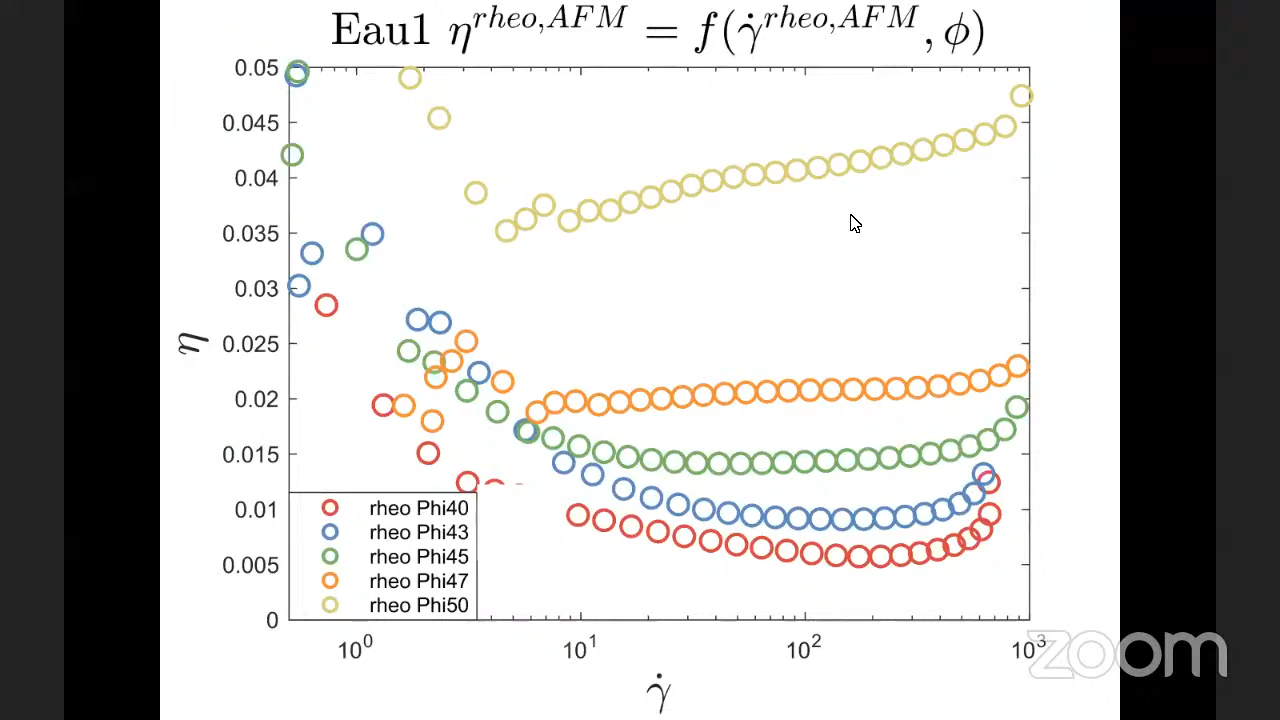 Eau1 η^{rheo,AFM} = f(γ̇^{rheo,AFM}, ϕ)
0.05
0.045
0.04
0.035
0.03
0.025
0.02
0.015
0.01
0.005
0
η
rheo Phi40
rheo Phi43
rheo Phi45
rheo Phi47
rheo Phi50
10^0 10^1 10^2 10^3
γ̇
zoom